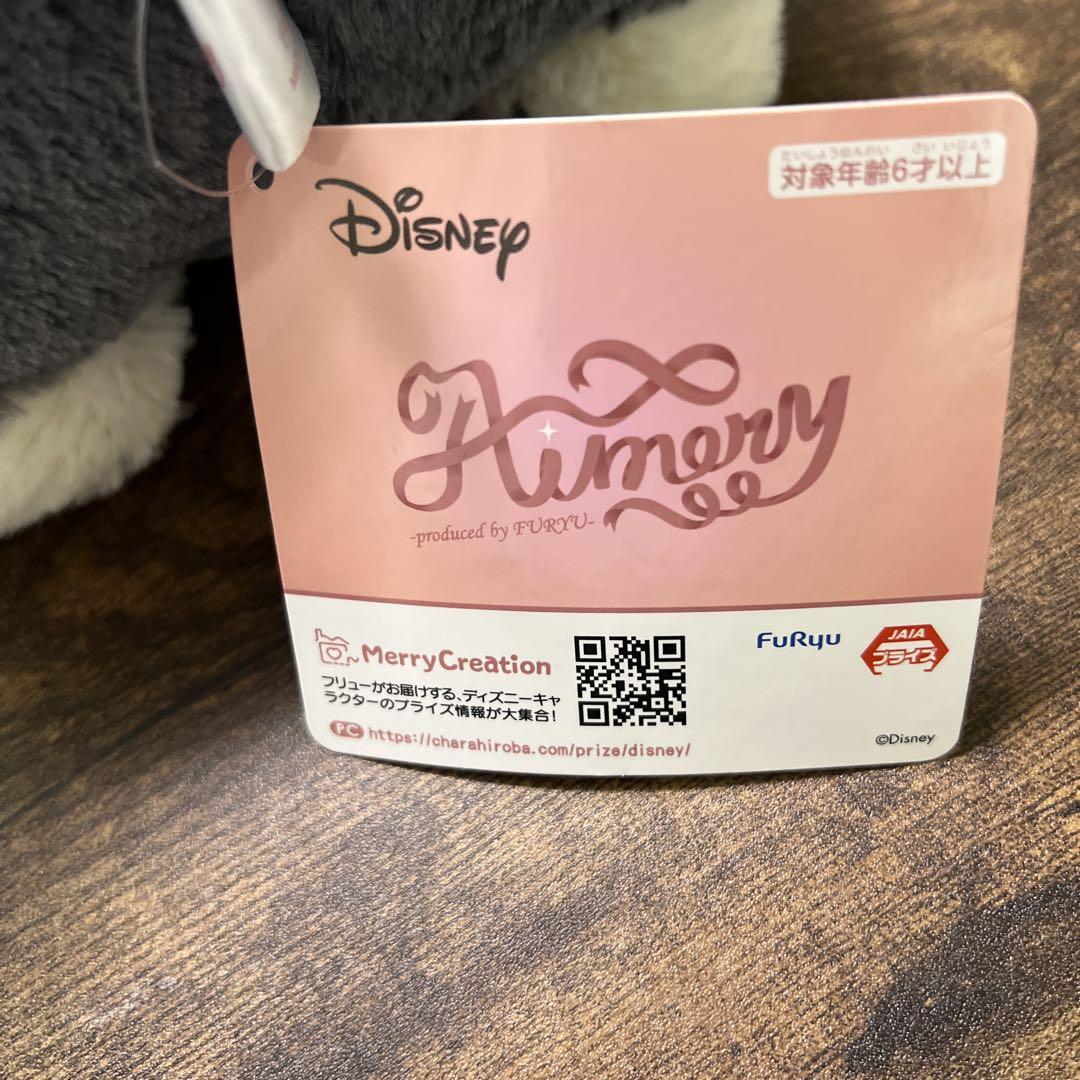 たいしょうねんれい さい いじょう
対象年齢6才以上
Disney
Aimerry
-produced by FURYU-
MerryCreation
フリューがお届けする、ディズニーキャ
ラクターのプライズ情報が大集合!
PC https://charahiroba.com/prize/disney/
FuRyu
JAIA
プライズ
©Disney